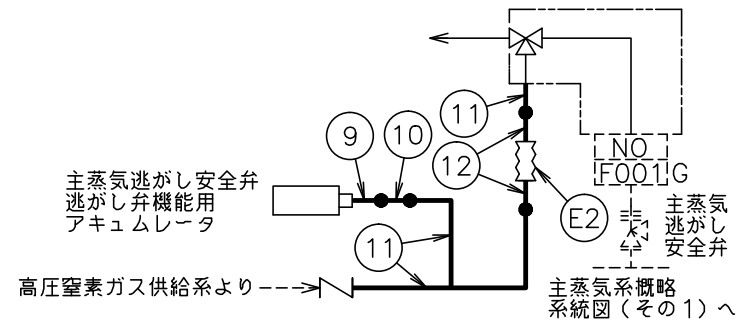 11
9
10
NO
12
F001G
主蒸気逃がし安全弁
逃がし弁機能用
アキュムレータ
E2
主蒸気
逃がし
安全弁
11
高圧窒素ガス供給系より
主蒸気系概略
系統図(その1)へ